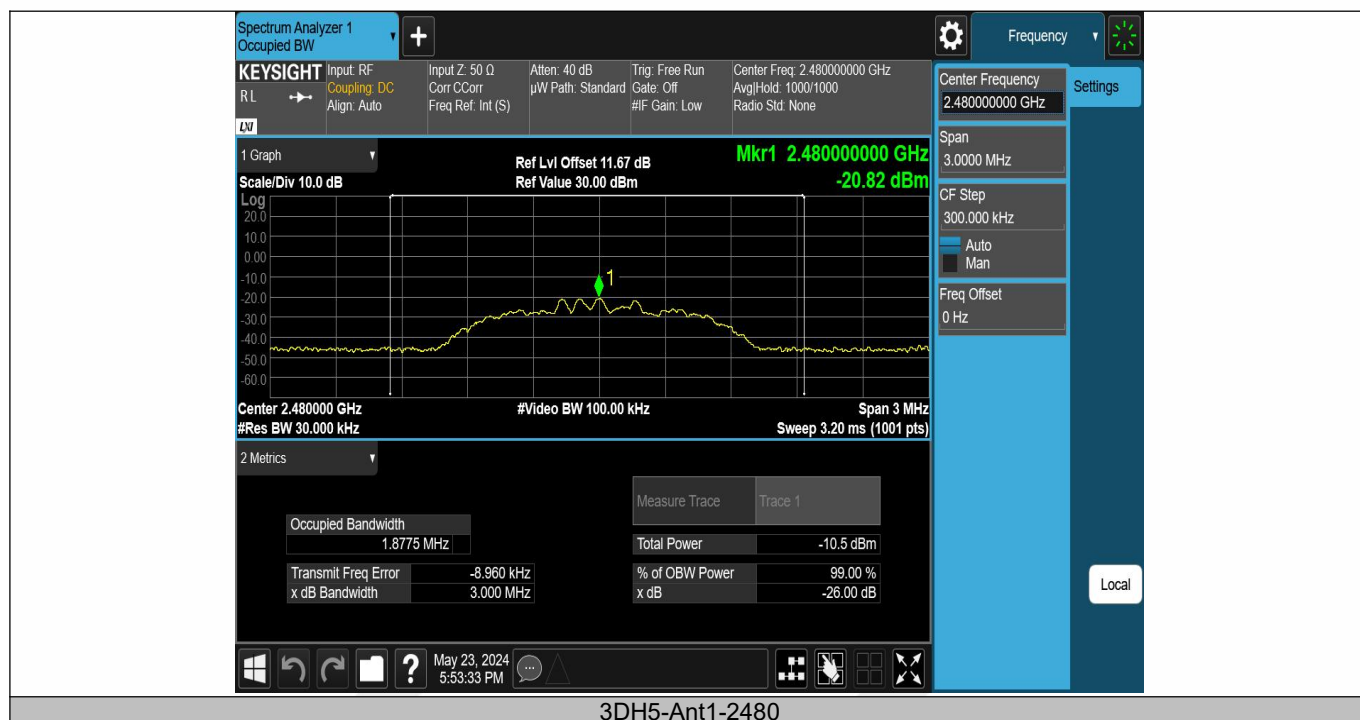 Spectrum Analyzer 1
Occupied BW
Frequency
KEYSIGHT
R L
LXI
Input: RF
Coupling: DC
Align: Auto
Input Z: 50 Ω
Corr CCorr
Freq Ref: Int (S)
Atten: 40 dB
µW Path: Standard
Trig: Free Run
Gate: Off
#IF Gain: Low
Center Freq: 2.480000000 GHz
Avg|Hold: 1000/1000
Radio Std: None
Center Frequency
2.480000000 GHz
Settings
Span
3.0000 MHz
CF Step
300.000 kHz
Auto
Man
Freq Offset
0 Hz
Local
1 Graph
Scale/Div 10.0 dB
Ref Lvl Offset 11.67 dB
Ref Value 30.00 dBm
Mkr1 2.480000000 GHz
-20.82 dBm
Log
20.0
10.0
0.00
-10.0
-20.0
-30.0
-40.0
-50.0
-60.0
1
Center 2.480000 GHz
#Video BW 100.00 kHz
Span 3 MHz
#Res BW 30.000 kHz
Sweep 3.20 ms (1001 pts)
2 Metrics
Measure Trace Trace 1
Occupied Bandwidth
1.8775 MHz
Total Power -10.5 dBm
Transmit Freq Error -8.960 kHz
% of OBW Power 99.00 %
x dB Bandwidth 3.000 MHz
x dB -26.00 dB
?
May 23, 2024
5:53:33 PM
3DH5-Ant1-2480